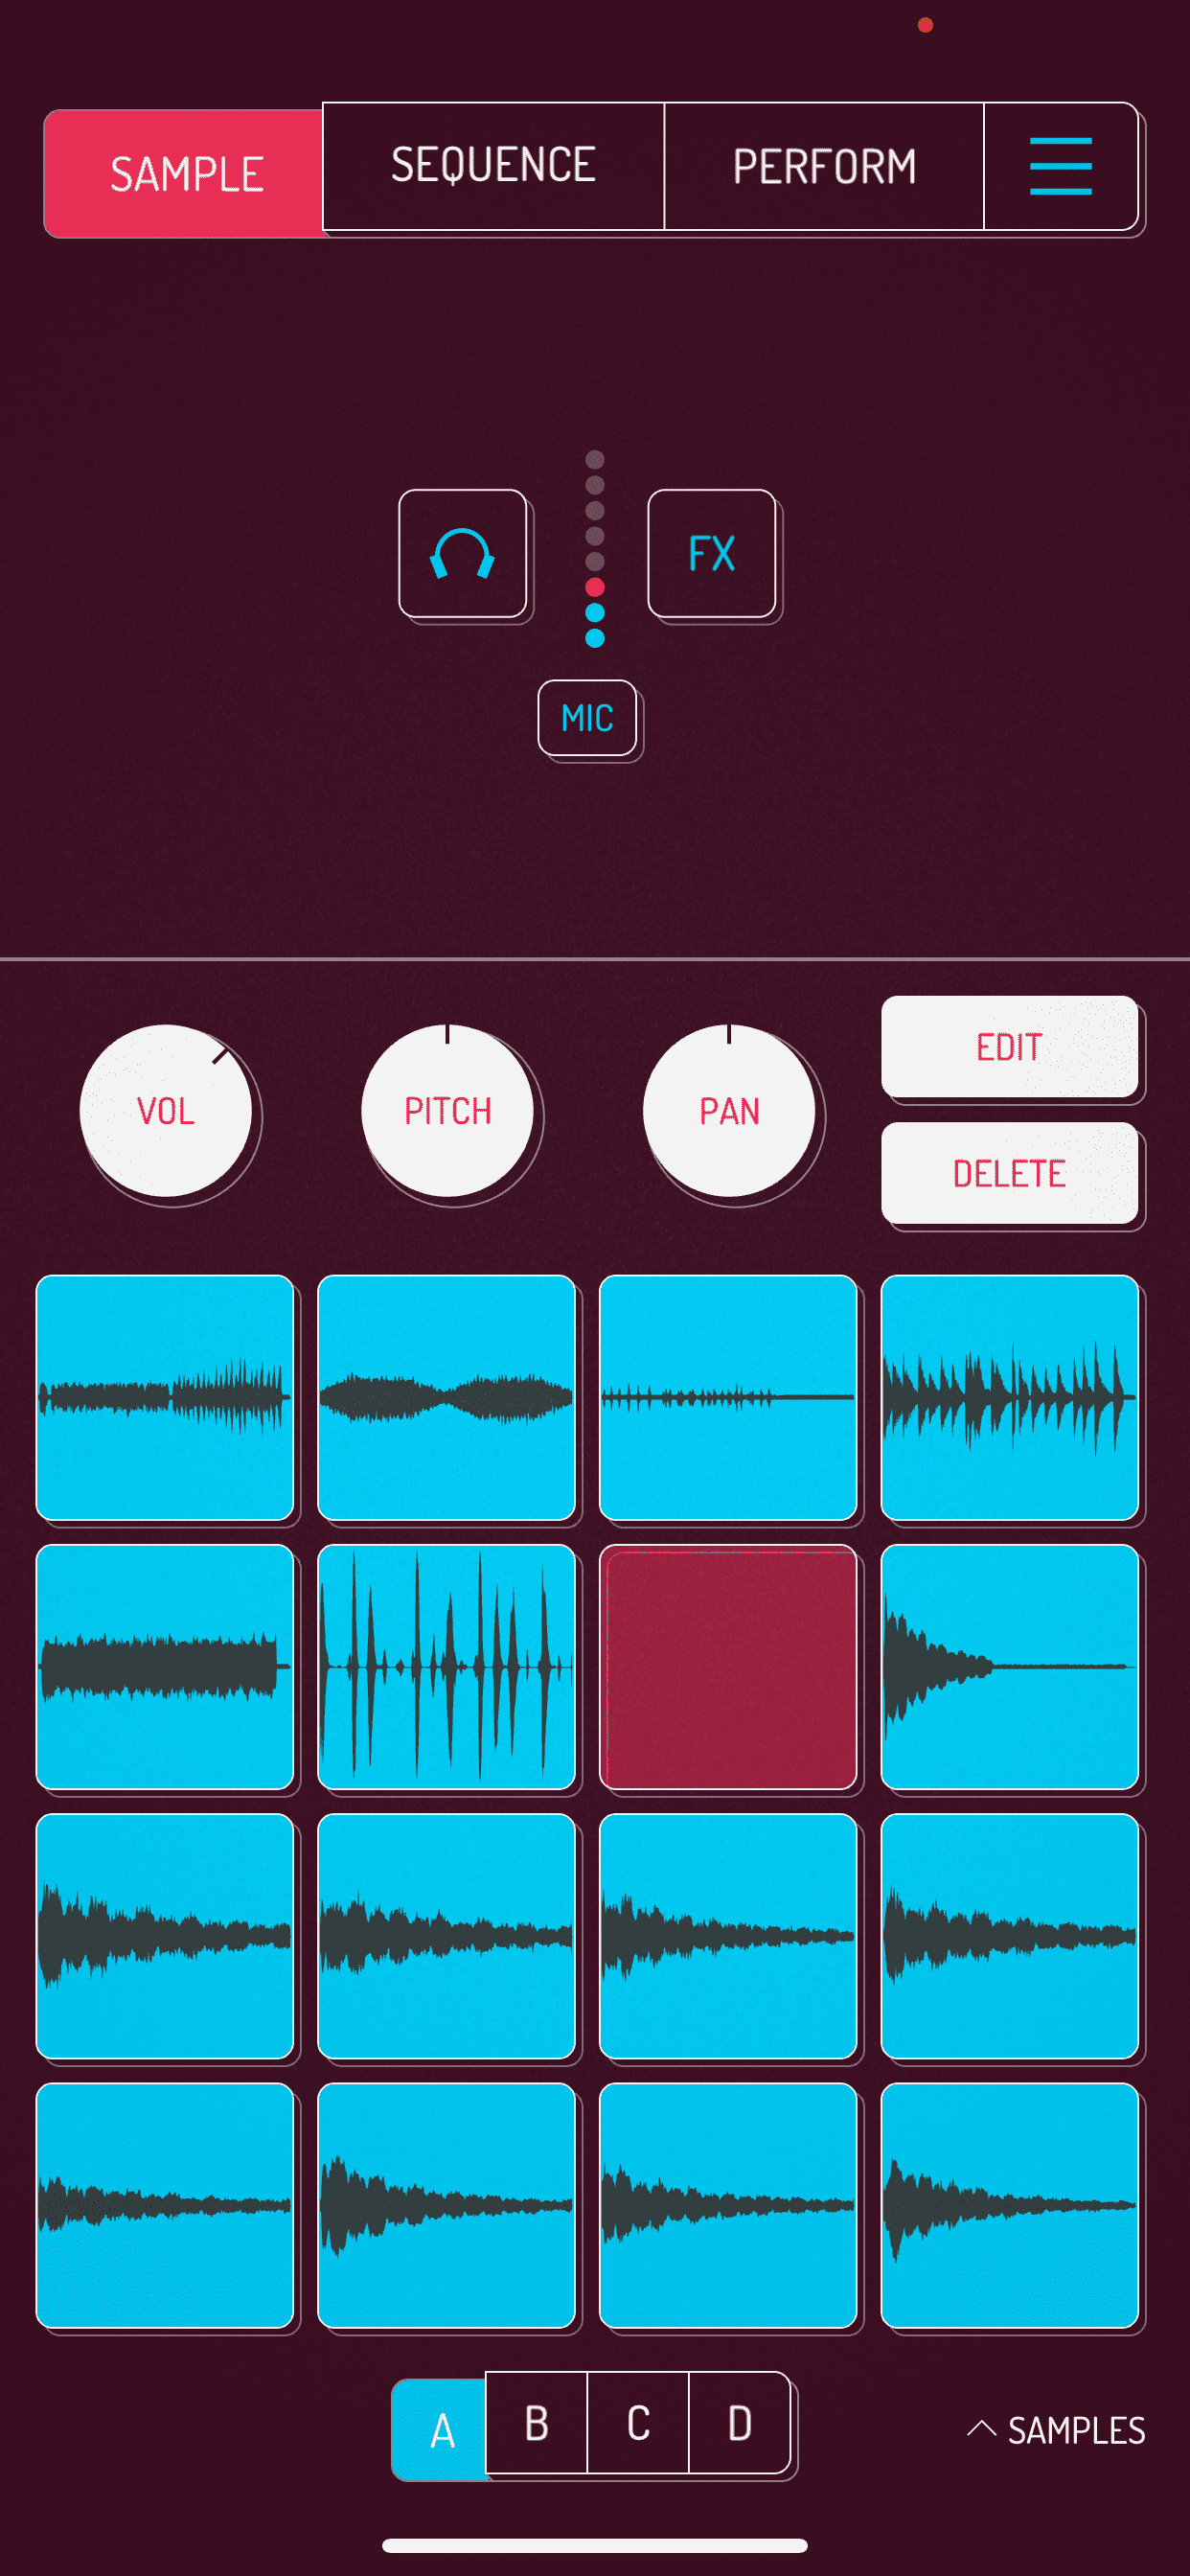 SAMPLE
SEQUENCE
PERFORM
FX
MIC
VOL
PITCH
PAN
EDIT
DELETE
A
B
C
D
SAMPLES